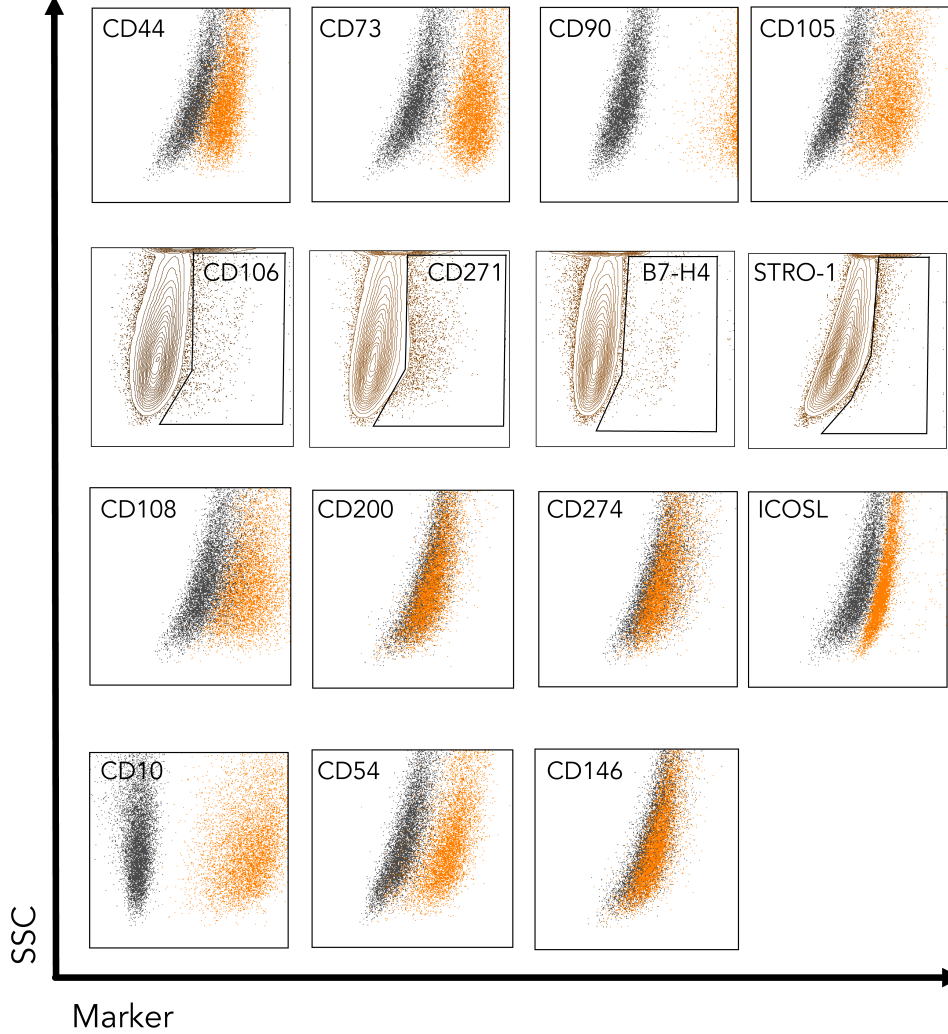 CD44
CD73
CD90
CD105
CD106
CD271
B7-H4
STRO-1
CD108
CD200
CD274
ICOSL
CD10
CD54
CD146
SSC
Marker